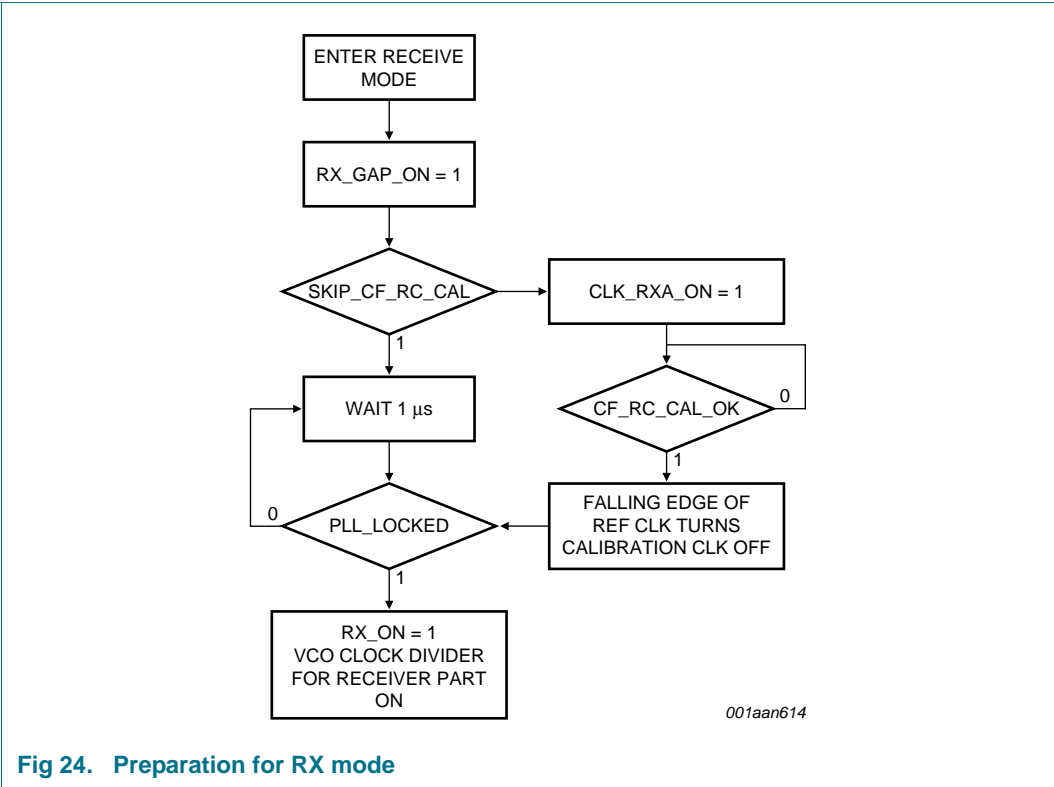 ENTER RECEIVE
MODE
RX_GAP_ON = 1
SKIP_CF_RC_CAL
CLK_RXA_ON = 1
1
WAIT 1 µs
CF_RC_CAL_OK
0
1
0
PLL_LOCKED
FALLING EDGE OF
REF CLK TURNS
CALIBRATION CLK OFF
1
RX_ON = 1
VCO CLOCK DIVIDER
FOR RECEIVER PART
ON
001aan614
Fig 24. Preparation for RX mode